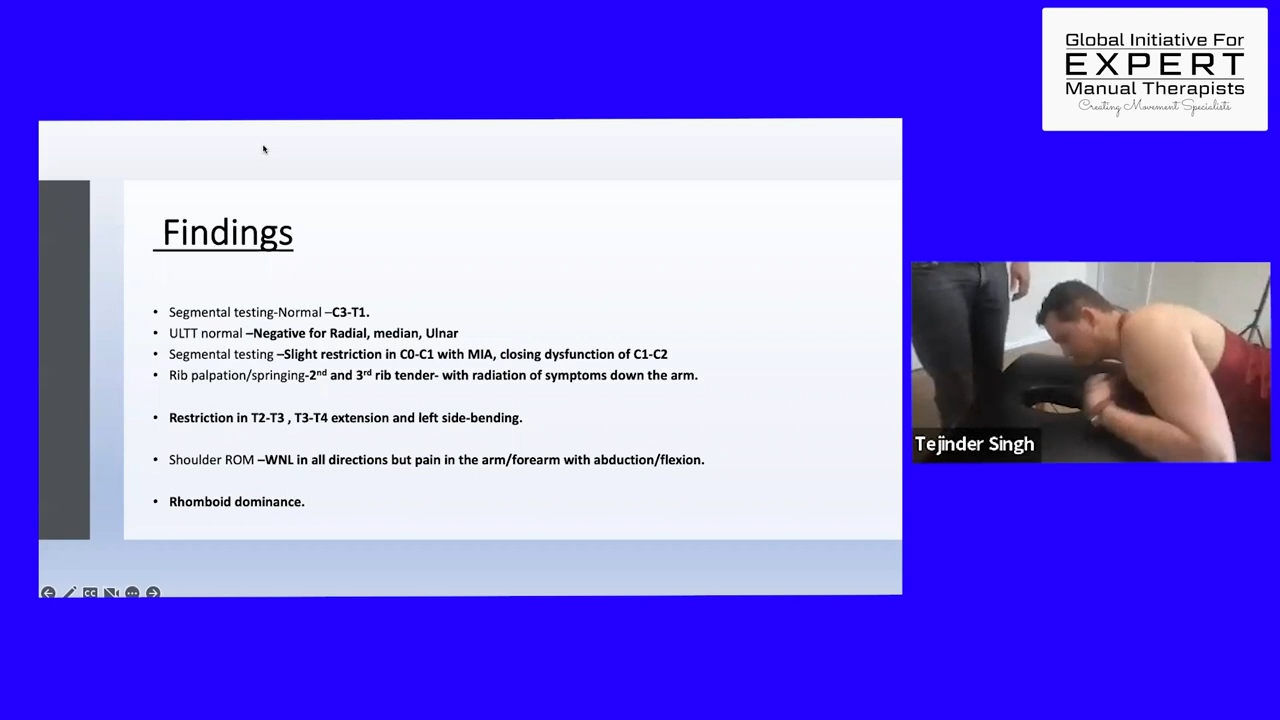 Global Initiative For
EXPERT
Manual Therapists
Creating Movement Specialists
Findings
• Segmental testing-Normal –C3-T1.
• ULTT normal –Negative for Radial, median, Ulnar
• Segmental testing –Slight restriction in C0-C1 with MIA, closing dysfunction of C1-C2
• Rib palpation/springing-2nd and 3rd rib tender- with radiation of symptoms down the arm.
• Restriction in T2-T3 , T3-T4 extension and left side-bending.
• Shoulder ROM –WNL in all directions but pain in the arm/forearm with abduction/flexion.
• Rhomboid dominance.
Tejinder Singh
CC